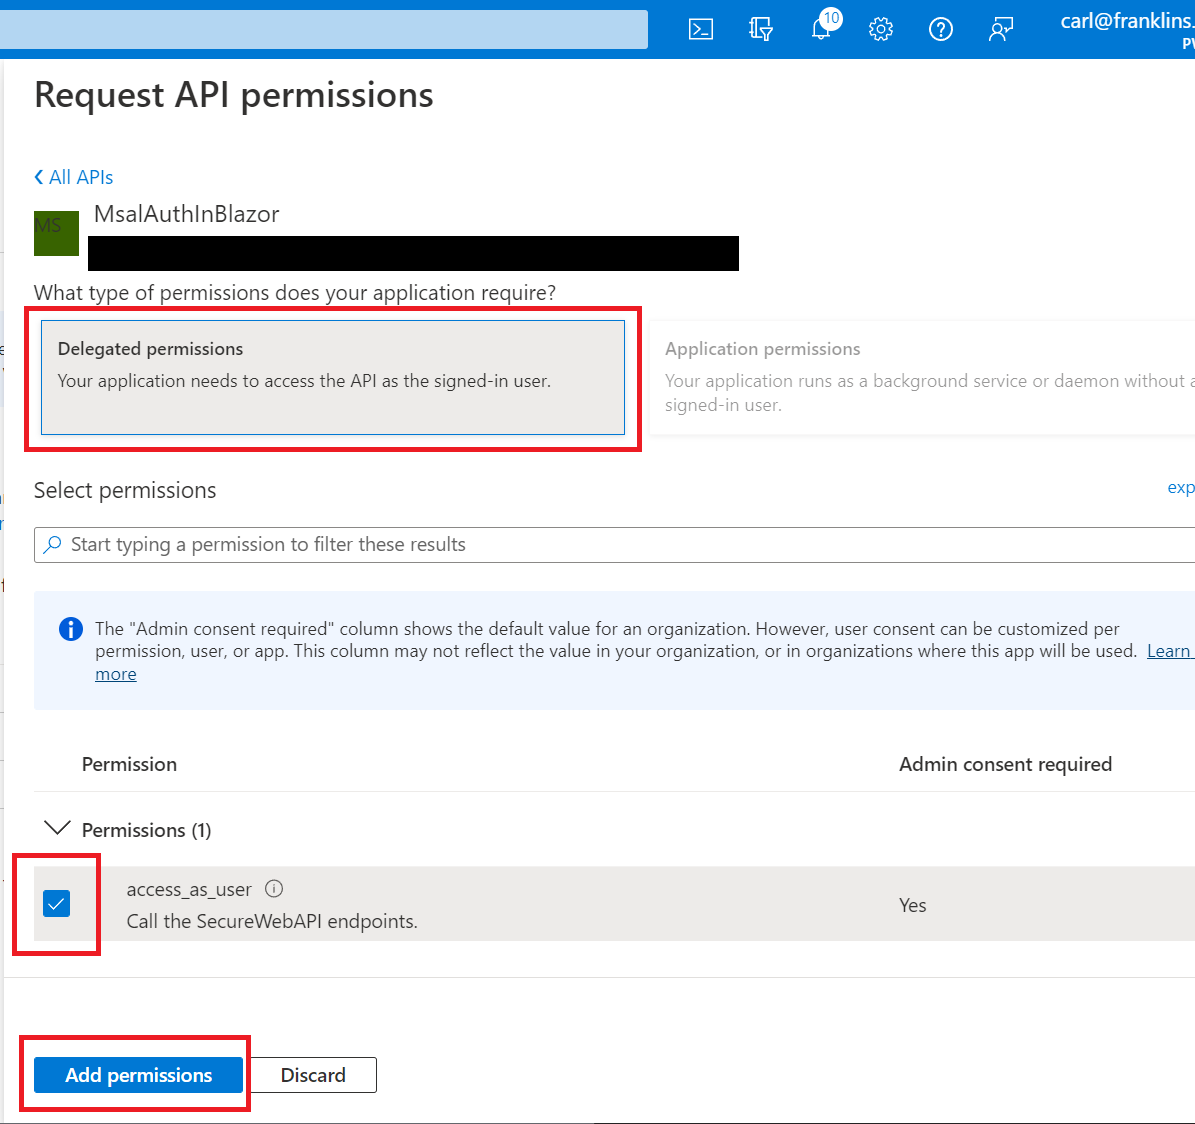 10
carl@franklins.
Request API permissions
All APIs
MS
MsalAuthInBlazor
What type of permissions does your application require?
Delegated permissions
Your application needs to access the API as the signed-in user.
Application permissions
Your application runs as a background service or daemon without a
signed-in user.
Select permissions
exp
Start typing a permission to filter these results
The "Admin consent required" column shows the default value for an organization. However, user consent can be customized per
permission, user, or app. This column may not reflect the value in your organization, or in organizations where this app will be used. Learn
more
Permission
Admin consent required
Permissions (1)
access_as_user
Call the SecureWebAPI endpoints.
Yes
Add permissions
Discard